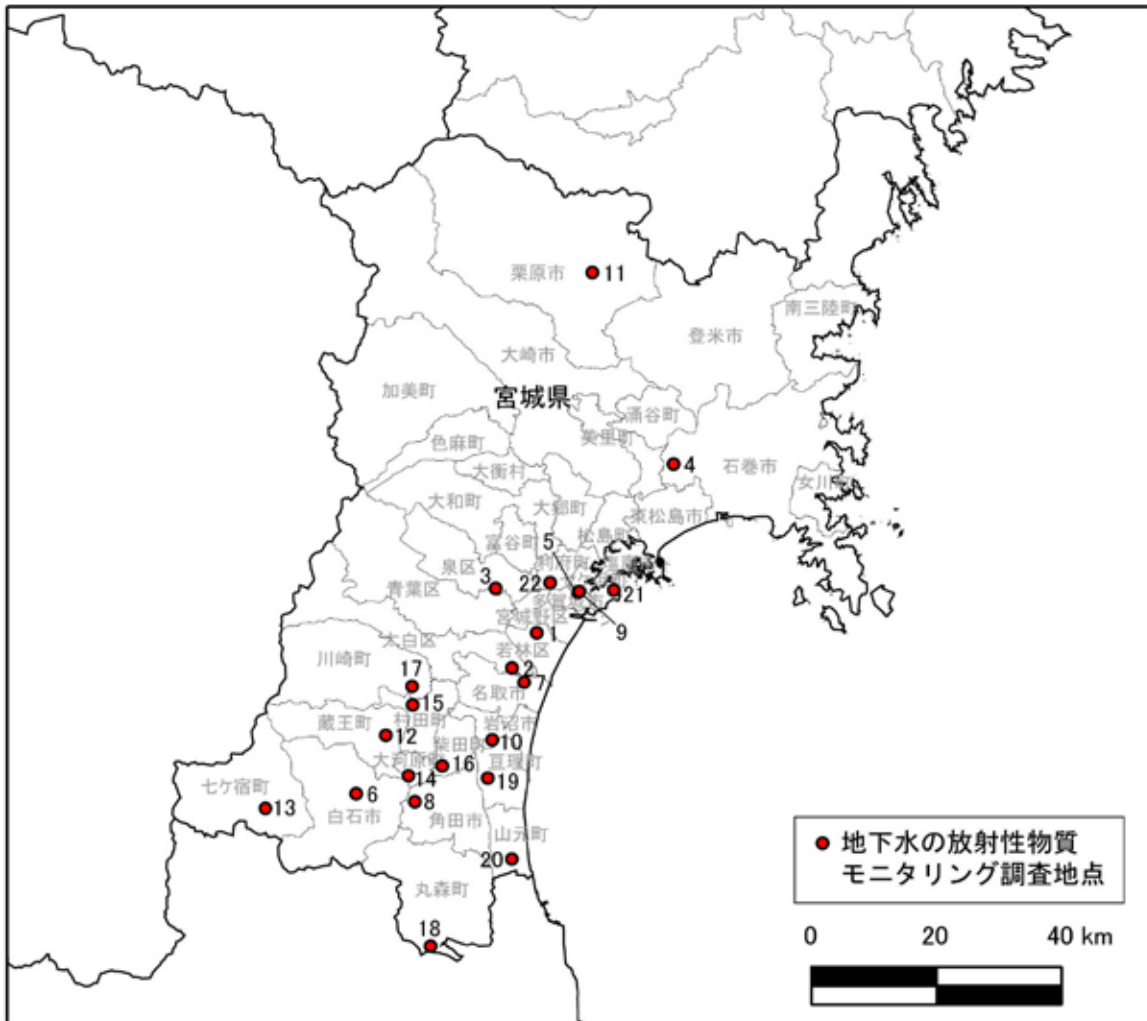 栗原市
11
南三陸町
登米市
大崎市
加美町
宮城県
涌谷町
美里町
色麻町
4
石巻市
大衡村
女川町
大和町
大郷町
東松島市
富谷町
松島町
5
利府町
泉区
3
22
青葉区
21
宮城野区
9
1
太白区
若林区
川崎町
2
17
7
名取市
15
蔵王町
村田町
岩沼市
12
柴田町
10
大河原町
16
亘理町
14
19
七ケ宿町
6
13
8
白石市
角田市
山元町
20
丸森町
18
地下水の放射性物質
モニタリング調査地点
0 20 40 km